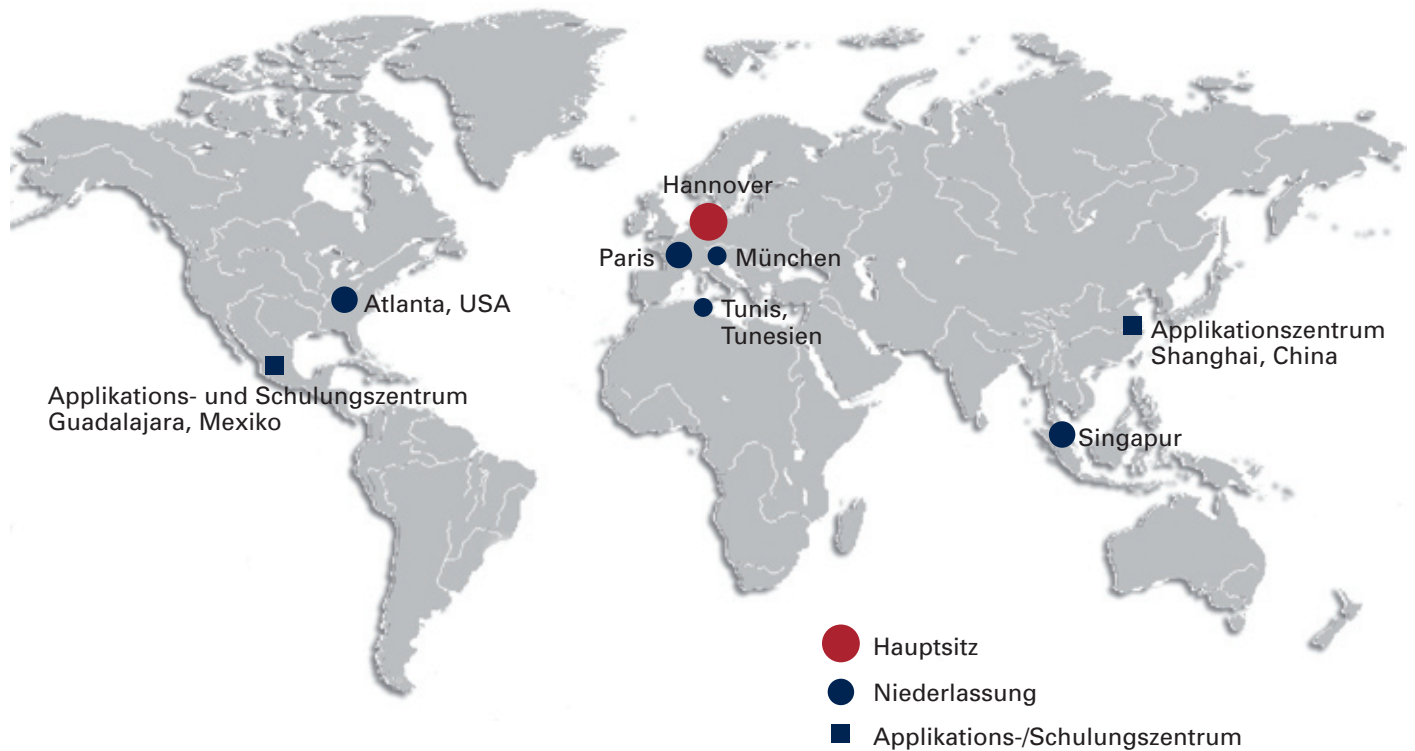 Hannover
Paris
München
Atlanta, USA
Tunis,
Tunesien
Applikationszentrum
Shanghai, China
Applikations- und Schulungszentrum
Guadalajara, Mexiko
Singapur
Hauptsitz
Niederlassung
Applikations-/Schulungszentrum